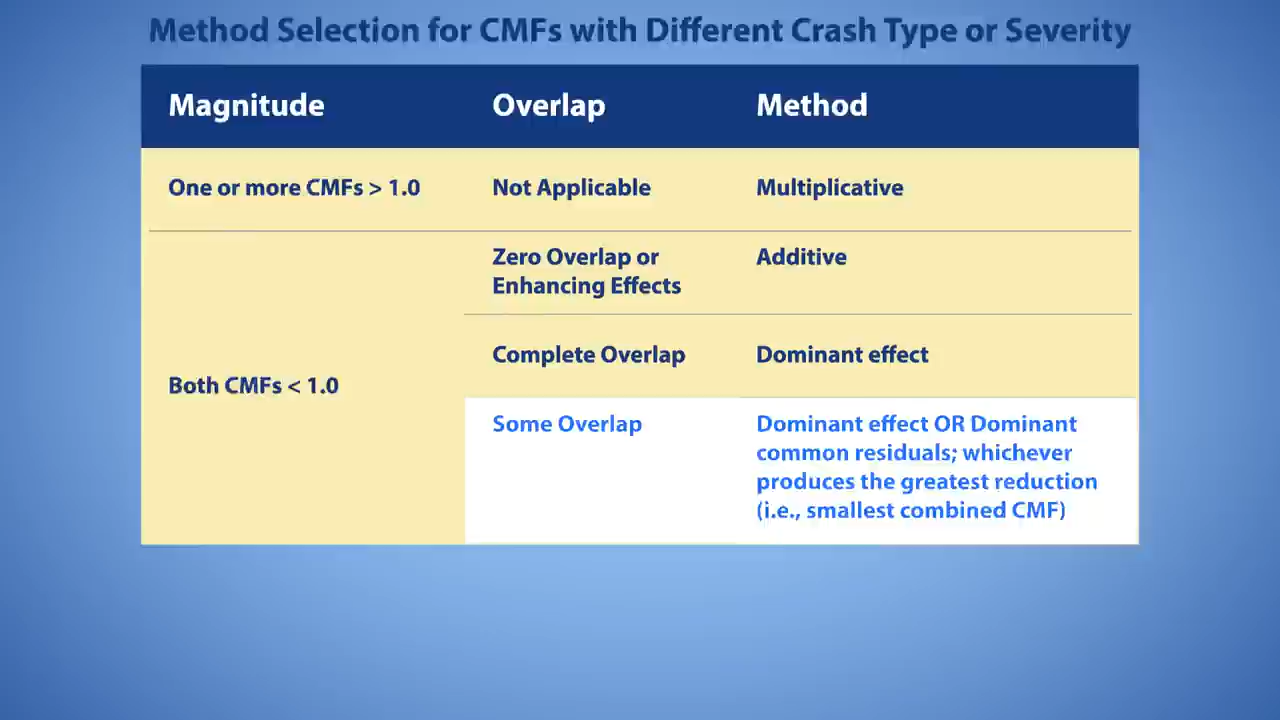 Method Selection for CMFs with Different Crash Type or Severity
Magnitude Overlap Method
One or more CMFs > 1.0 Not Applicable Multiplicative
Zero Overlap or Additive
Enhancing Effects
Complete Overlap Dominant effect
Both CMFs < 1.0
Some Overlap Dominant effect OR Dominant
common residuals; whichever
produces the greatest reduction
(i.e., smallest combined CMF)